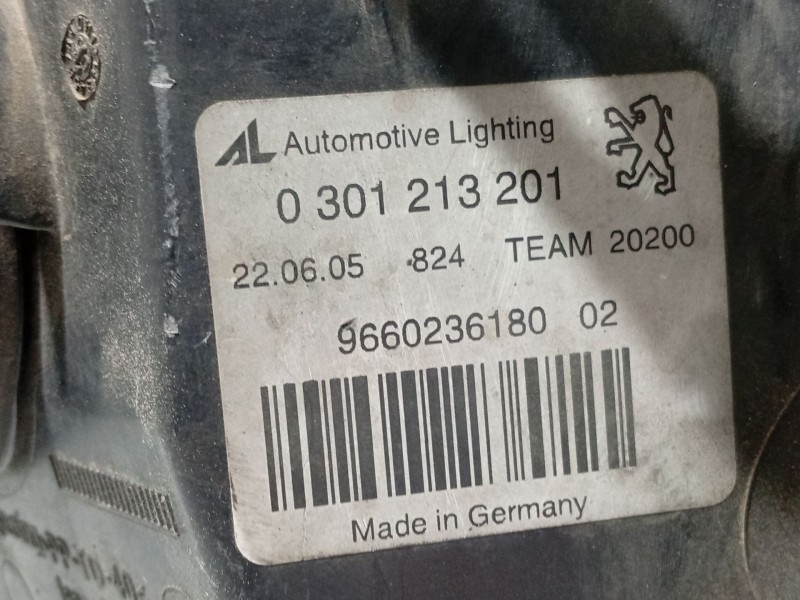 AL Automotive Lighting
0 301 213 201
22.06.05 824 TEAM 20200
9660236180 02
Made in Germany